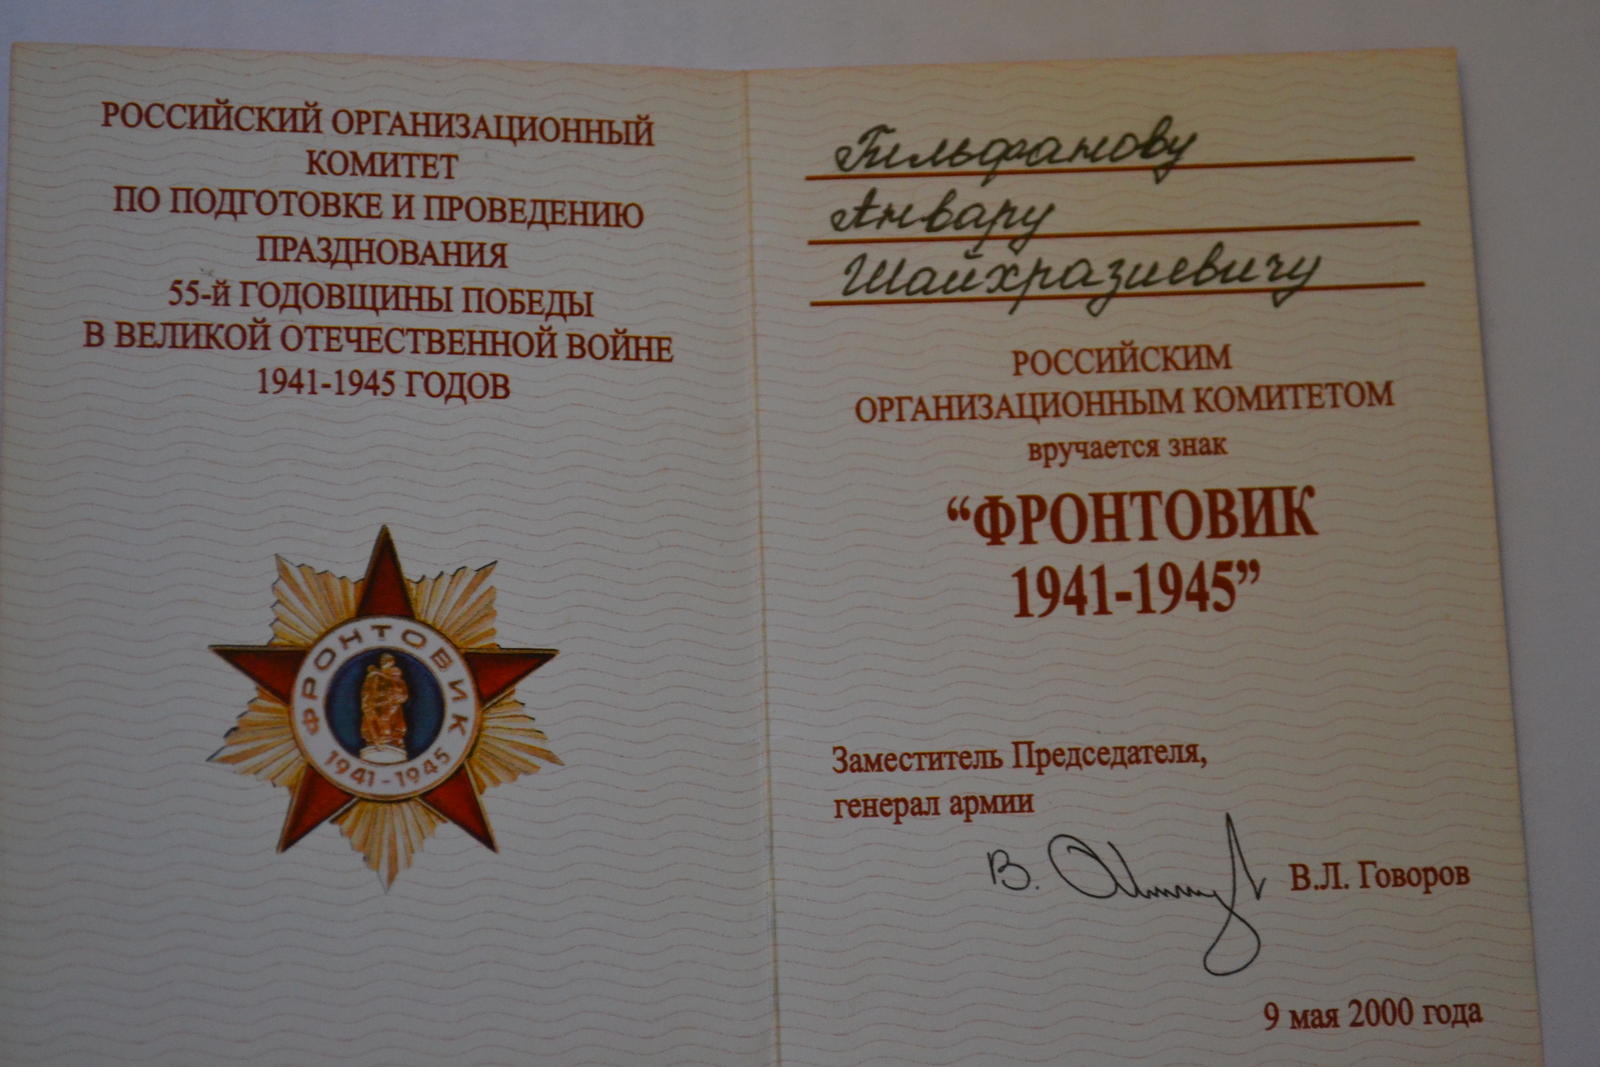 РОССИЙСКИЙ ОРГАНИЗАЦИОННЫЙ
КОМИТЕТ
ПО ПОДГОТОВКЕ И ПРОВЕДЕНИЮ
ПРАЗДНОВАНИЯ
55-й ГОДОВЩИНЫ ПОБЕДЫ
В ВЕЛИКОЙ ОТЕЧЕСТВЕННОЙ ВОЙНЕ
1941-1945 ГОДОВ
ФРОНТОВИК
1941-1945
Гильфанову
Анвару
Шайхразиевичу
РОССИЙСКИМ
ОРГАНИЗАЦИОННЫМ КОМИТЕТОМ
вручается знак
“ФРОНТОВИК
1941-1945”
Заместитель Председателя,
генерал армии
В.Л. Говоров
9 мая 2000 года